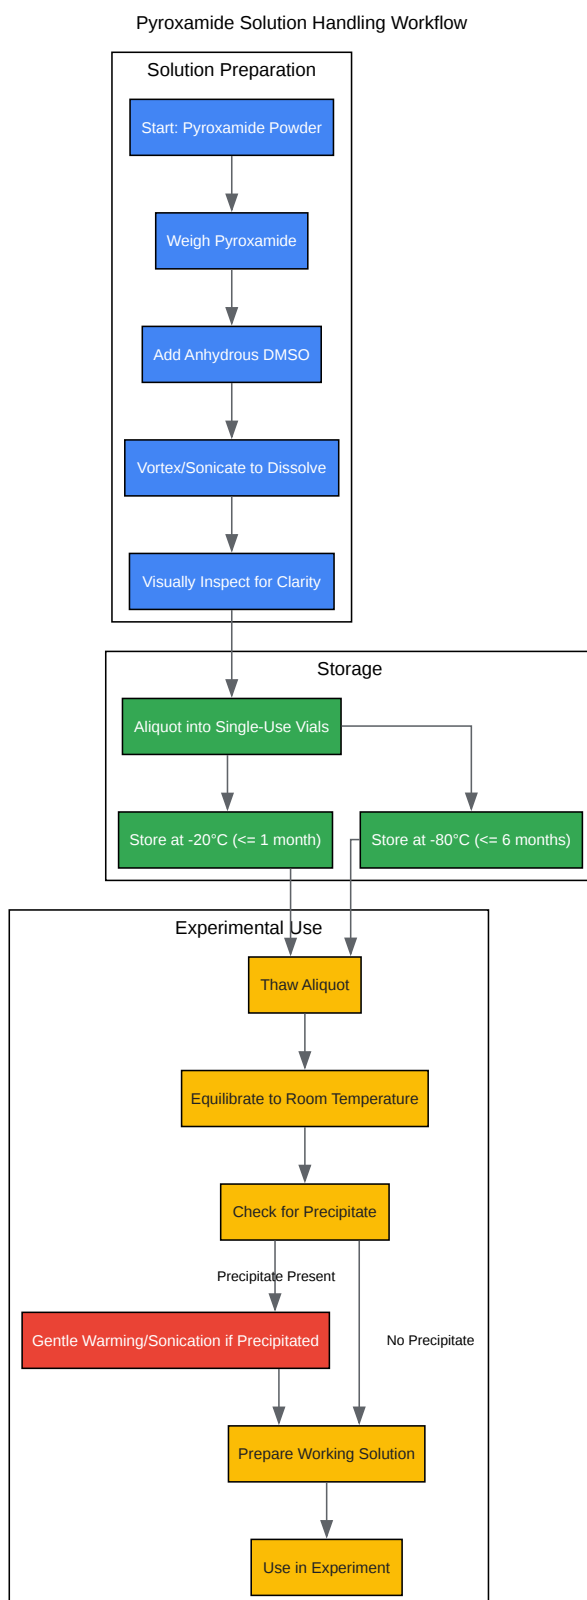 Pyroxamide Solution Handling Workflow
Solution Preparation
Start: Pyroxamide Powder
Weigh Pyroxamide
Add Anhydrous DMSO
Vortex/Sonicate to Dissolve
Visually Inspect for Clarity
Storage
Aliquot into Single-Use Vials
Store at -20°C (<= 1 month)
Store at -80°C (<= 6 months)
Experimental Use
Thaw Aliquot
Equilibrate to Room Temperature
Check for Precipitate
Precipitate Present
Gentle Warming/Sonication if Precipitated
No Precipitate
Prepare Working Solution
Use in Experiment